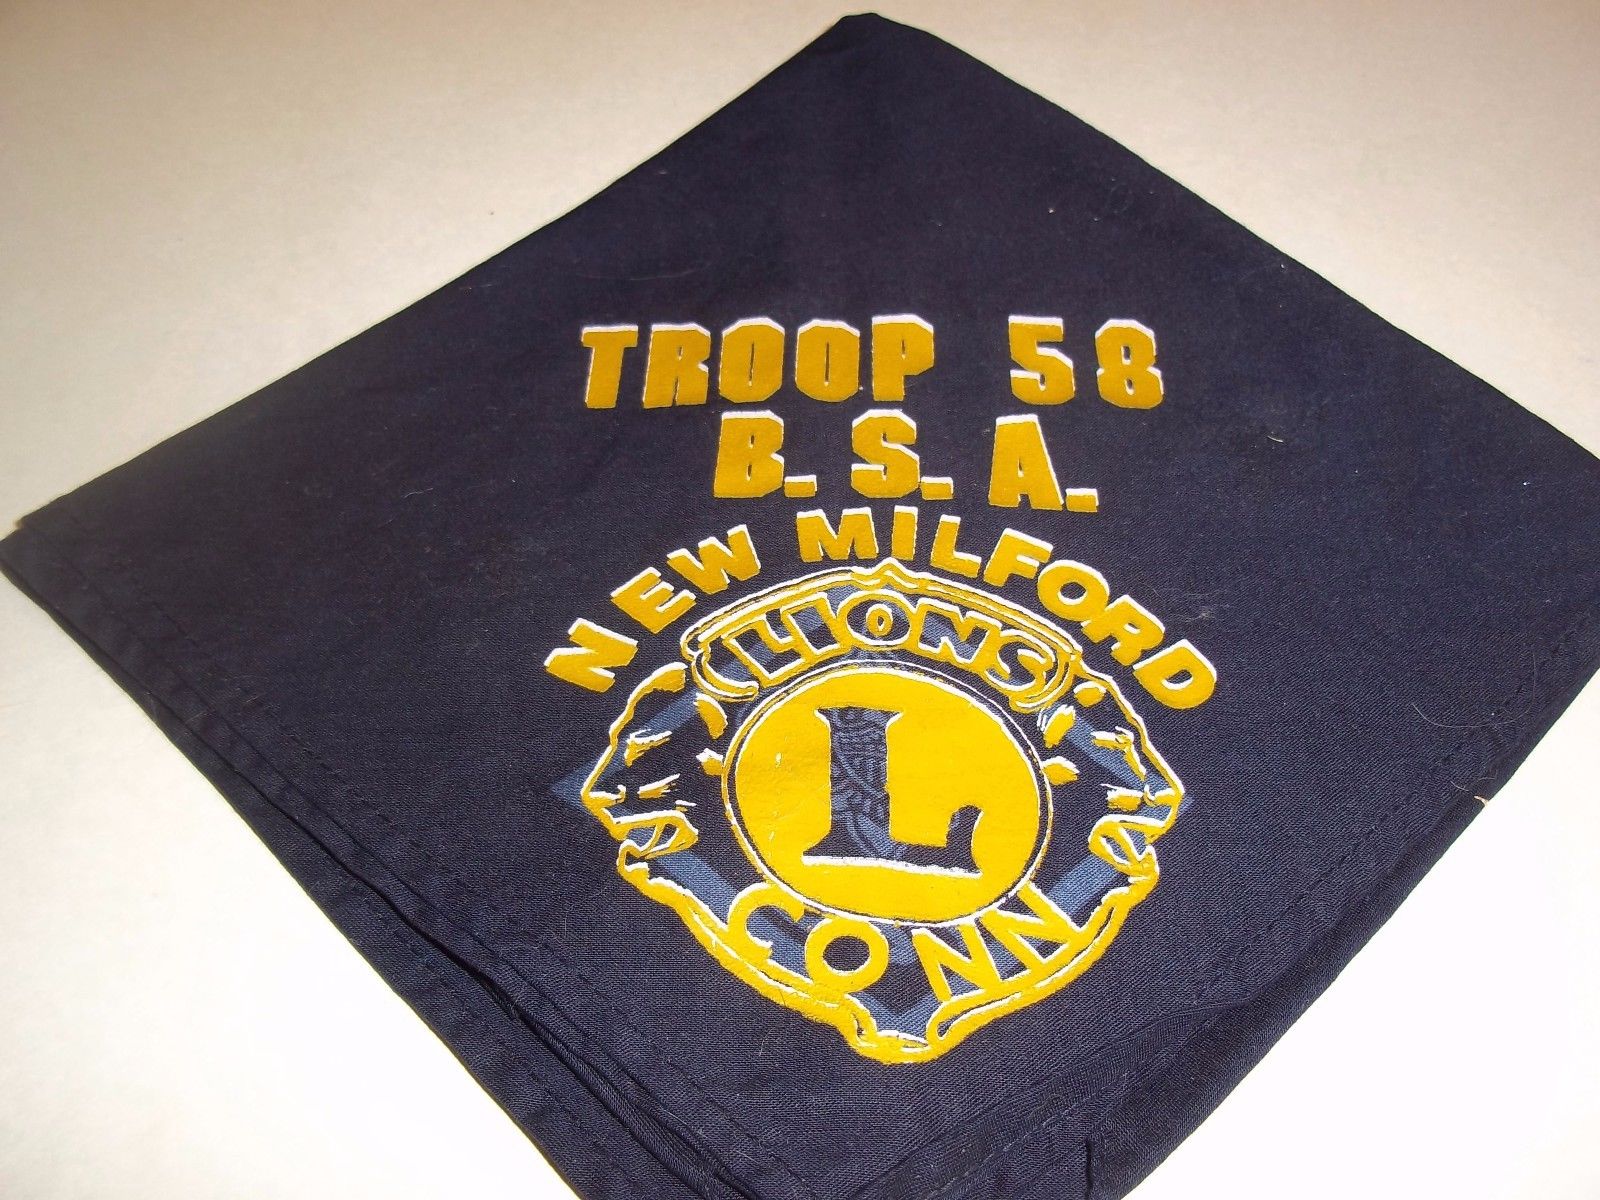 TROOP 58
B. S. A.
NEW MILFORD
LIONS
L
CONN